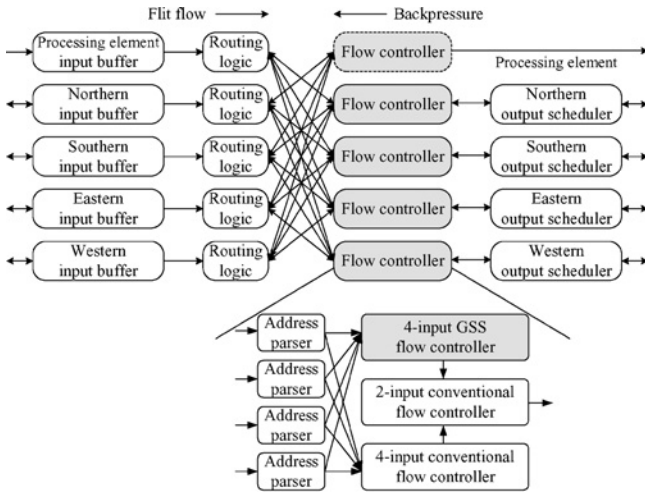 Flit flow
Backpressure
Processing element
input buffer
Routing
logic
Flow controller
Processing element
Northern
input buffer
Routing
logic
Flow controller
Northern
output scheduler
Southern
input buffer
Routing
logic
Flow controller
Southern
output scheduler
Eastern
input buffer
Routing
logic
Flow controller
Eastern
output scheduler
Western
input buffer
Routing
logic
Flow controller
Western
output scheduler
Address
parser
Address
parser
Address
parser
Address
parser
4-input GSS
flow controller
2-input conventional
flow controller
4-input conventional
flow controller